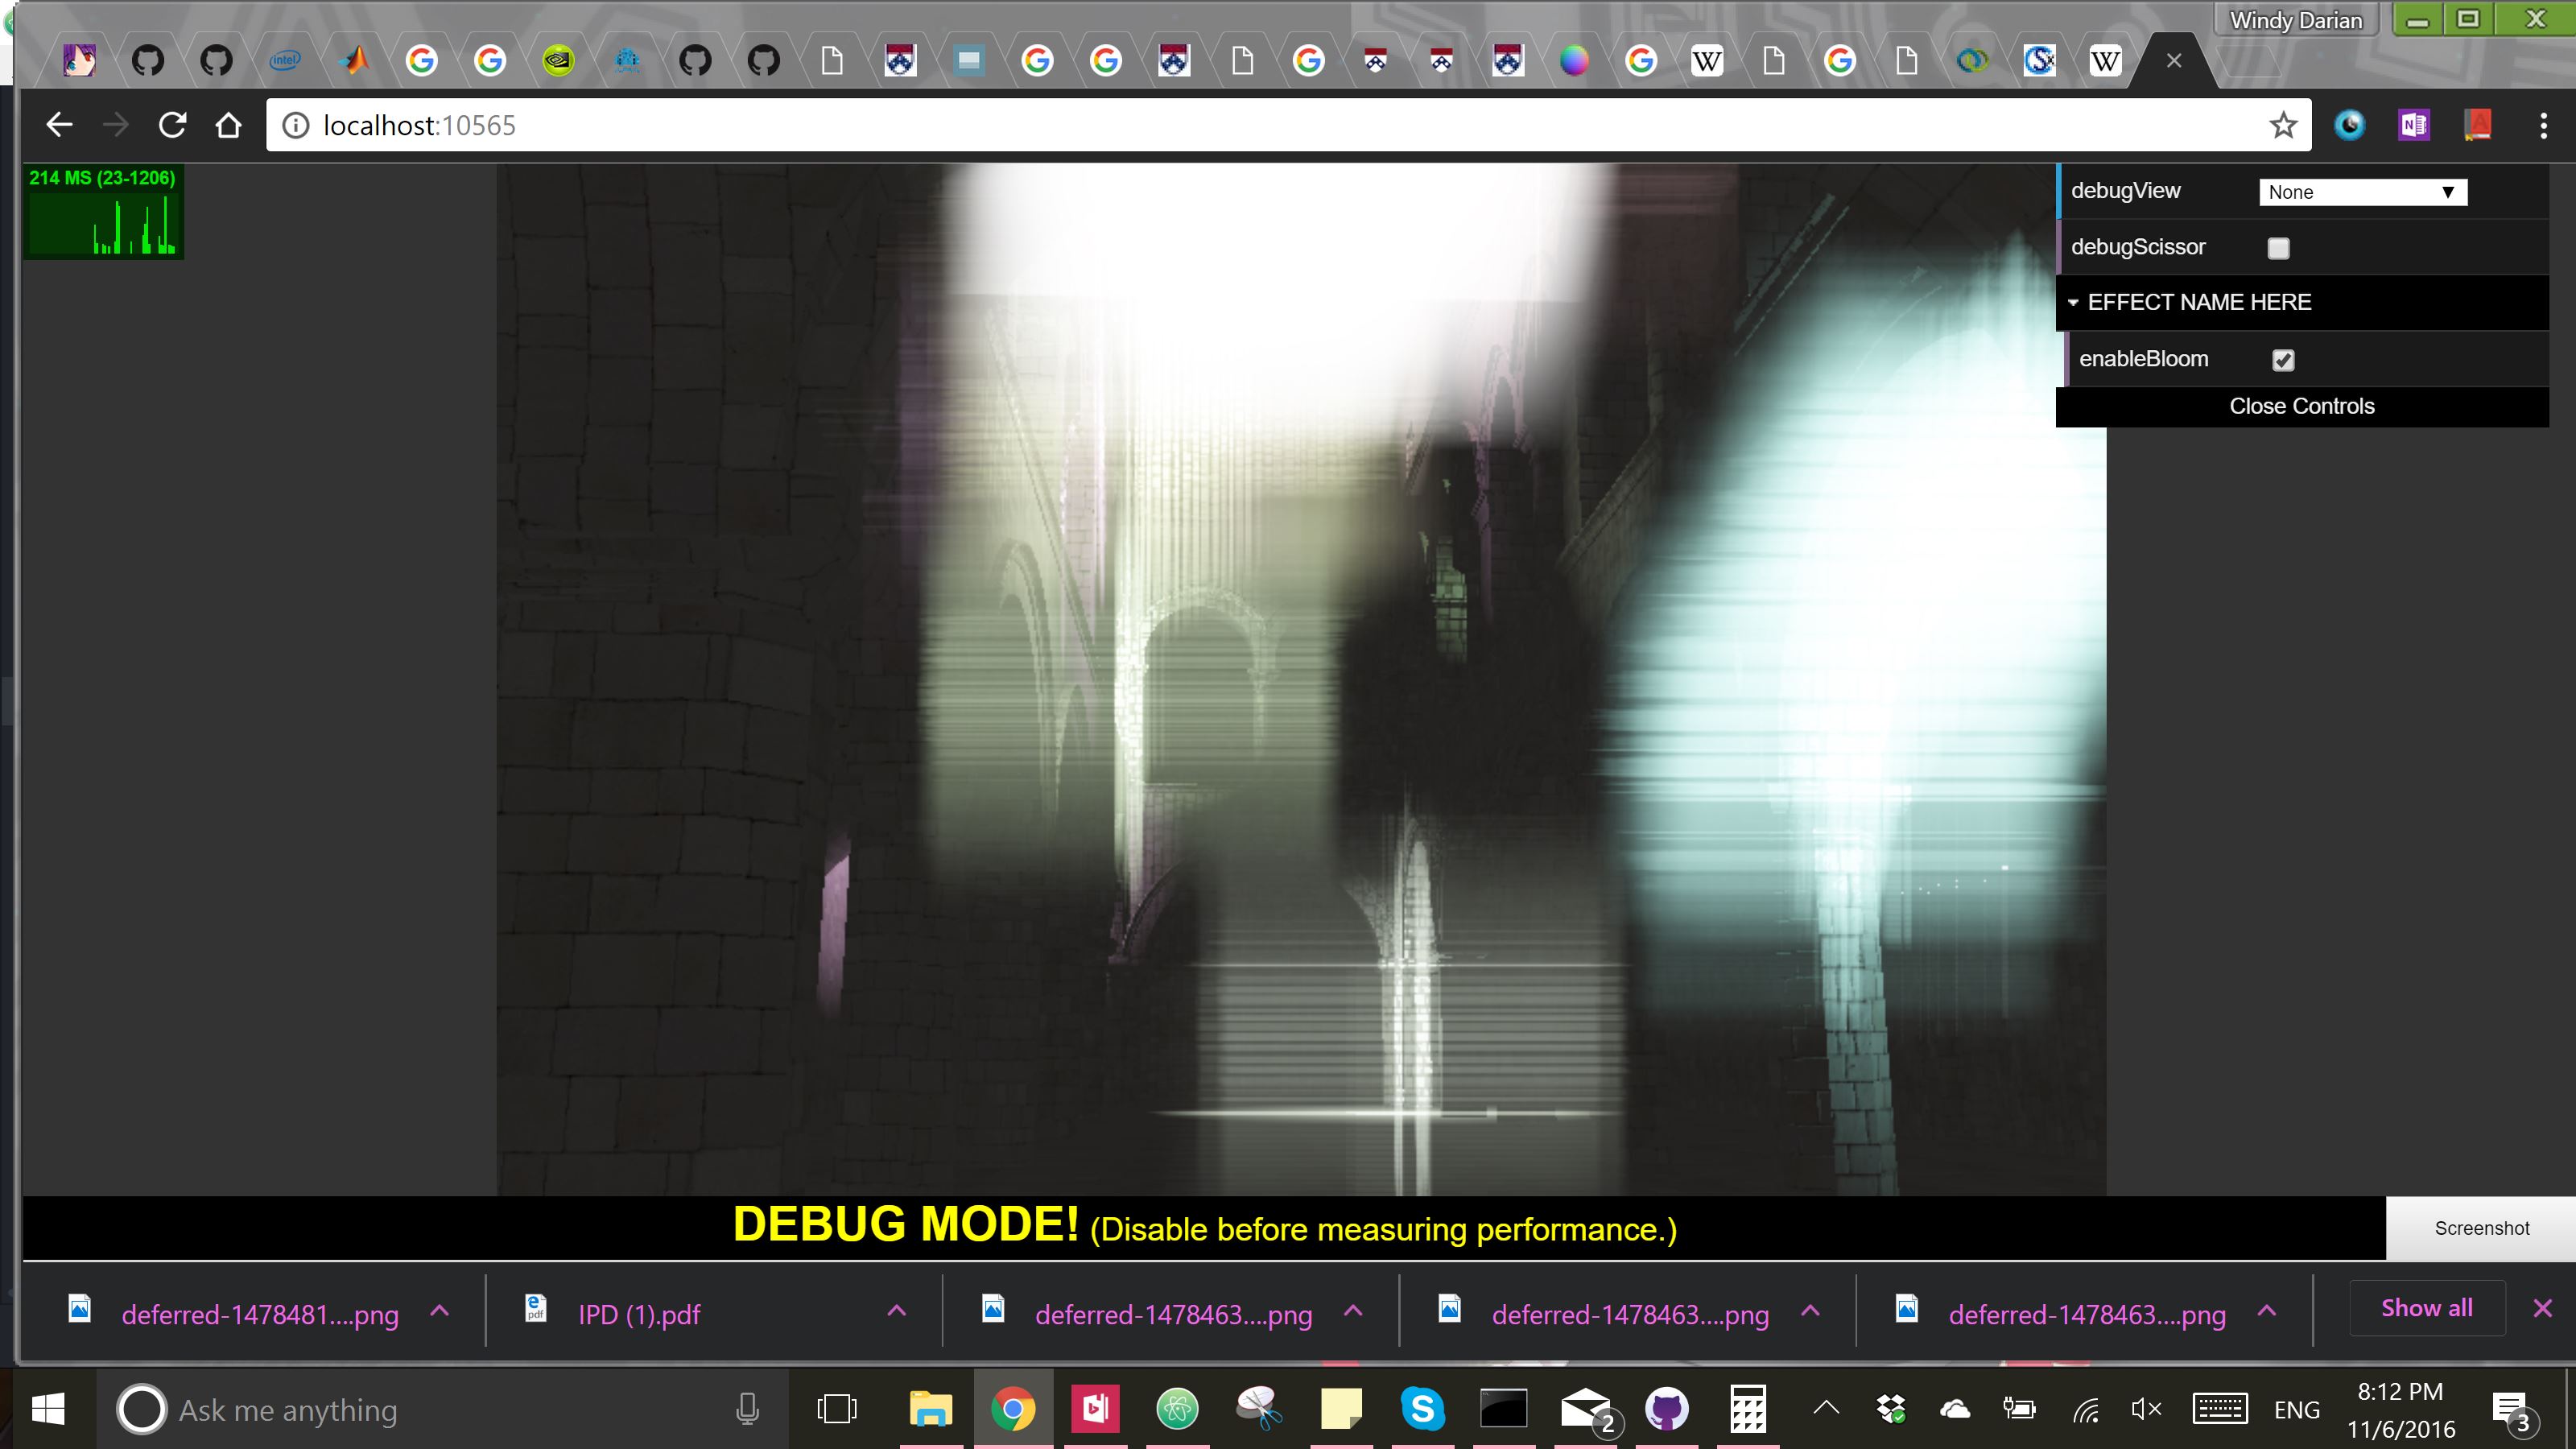 Windy Darian
localhost:10565
214 MS (23-1206)
debugView
None
debugScissor
EFFECT NAME HERE
enableBloom
Close Controls
DEBUG MODE! (Disable before measuring performance.)
Screenshot
deferred-1478481....png
IPD (1).pdf
deferred-1478463....png
deferred-1478463....png
deferred-1478463....png
Show all
Ask me anything
2
ENG
8:12 PM
11/6/2016
3